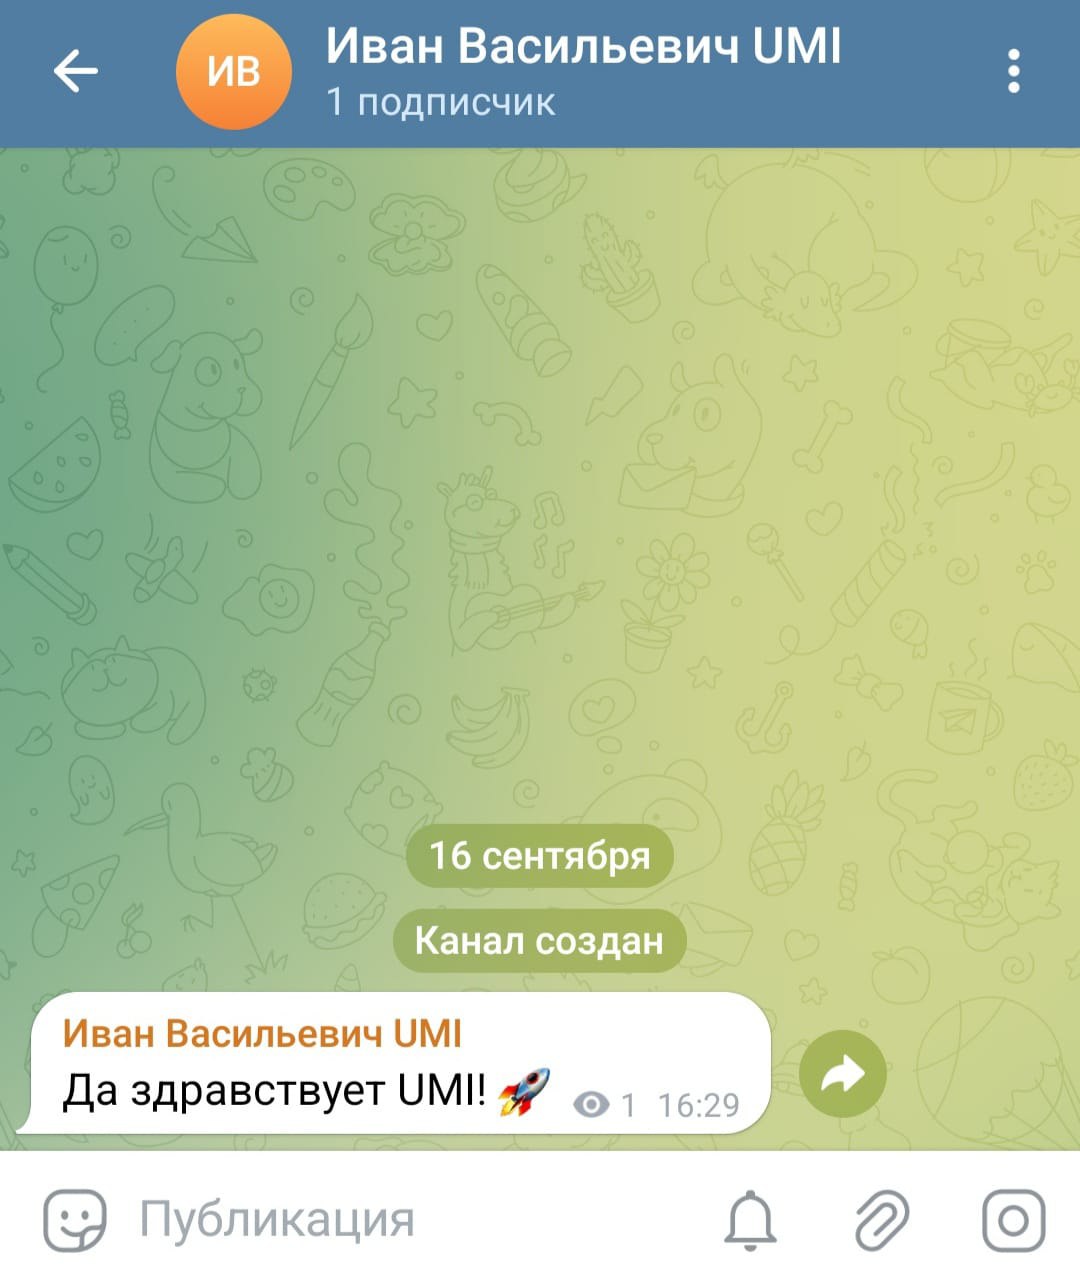 ИВ
Иван Васильевич UMI
1 подписчик
16 сентября
Канал создан
Иван Васильевич UMI
Да здравствует UMI! 🚀
1 16:29
Публикация